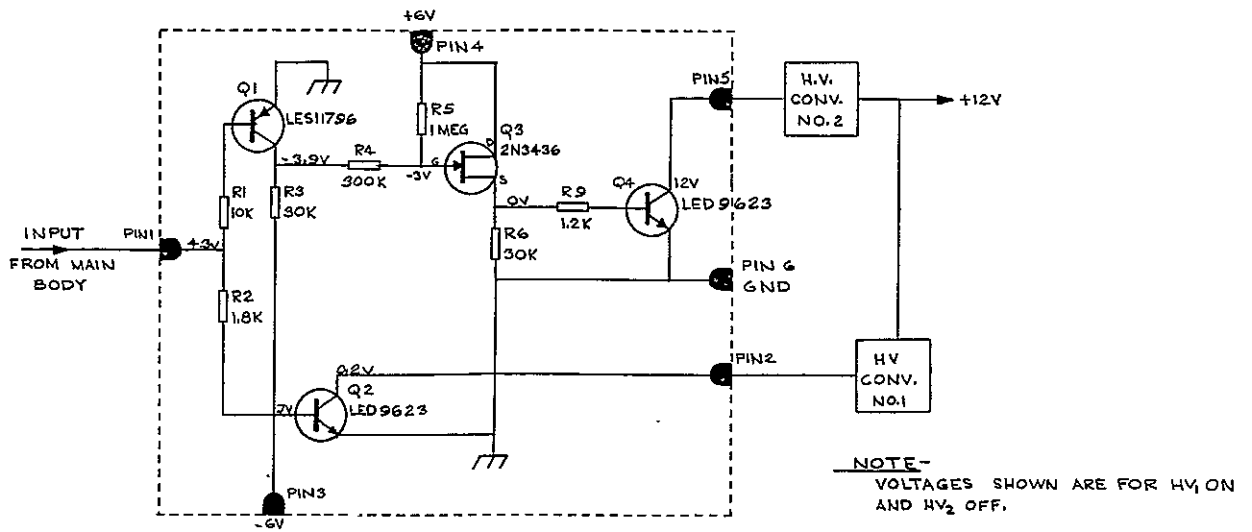 +6V
PIN4
Q1
LES11796
R5
1MEG
Q3
D
2N3436
G
S
-3.9V
R4
300K
-3V
R1
10K
R3
30K
INPUT
FROM MAIN
BODY
PIN1
+3V
R2
1.8K
0V
R9
1.2K
R6
30K
Q4
12V
LED9623
PIN5
H.V.
CONV.
NO.2
+12V
PIN 6
GND
PIN2
HV
CONV.
NO.1
0.2V
Q2
LED9623
.7V
PIN3
-6V
NOTE-
VOLTAGES SHOWN ARE FOR HV1 ON
AND HV2 OFF.